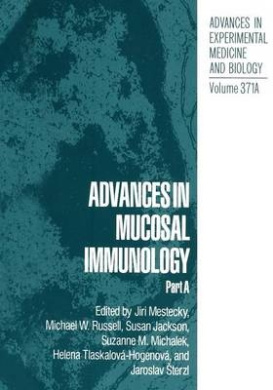 ADVANCES IN
EXPERIMENTAL
MEDICINE
AND BIOLOGY
Volume 371A
ADVANCES IN
MUCOSAL
IMMUNOLOGY
Part A
Edited by Jiri Mestecky,
Michael W. Russell, Susan Jackson,
Suzanne M. Michalek,
Helena Tlaskalová-Hogenová, and
Jaroslav Šterzl